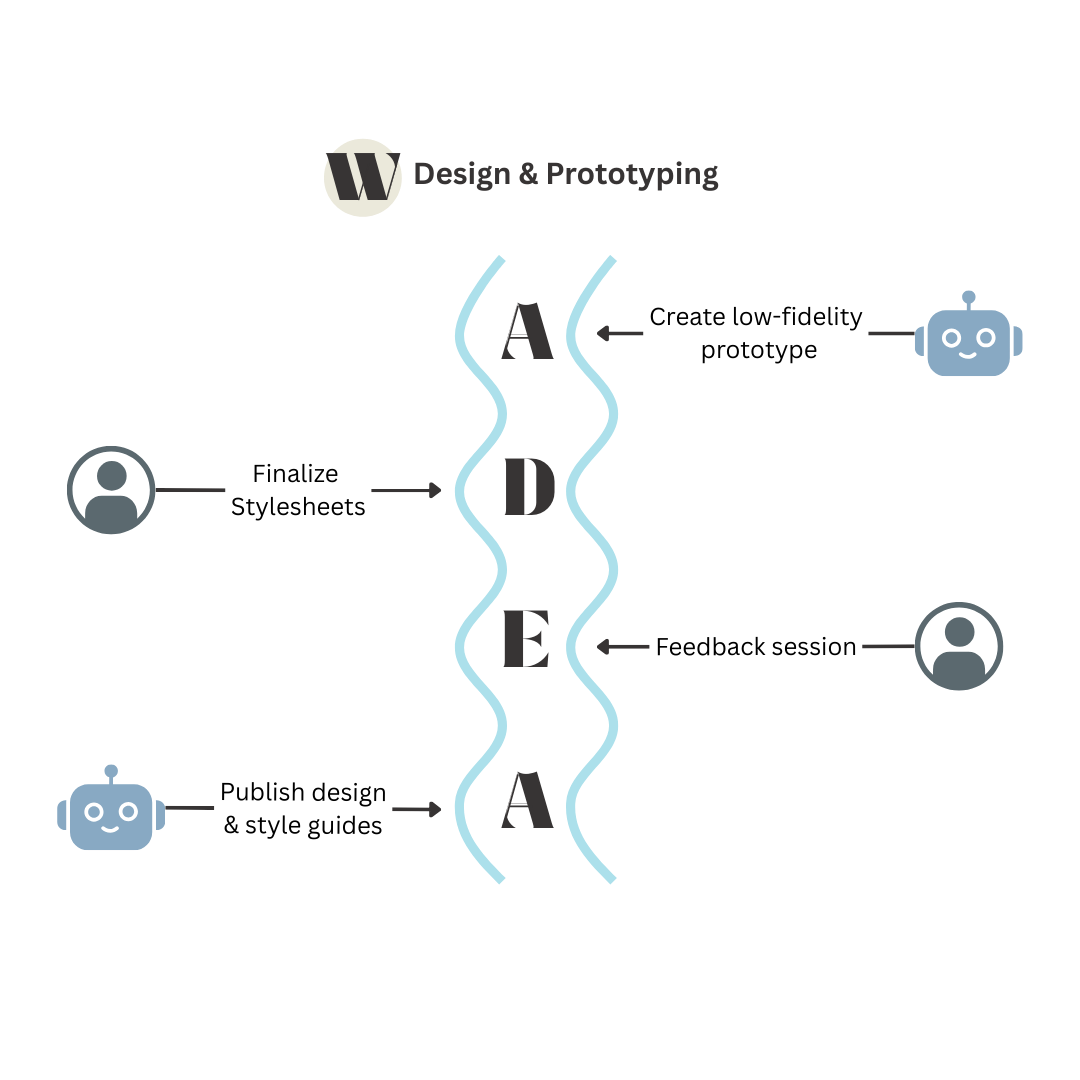 W Design & Prototyping
A
Create low-fidelity
prototype
Finalize
Stylesheets
D
E
Feedback session
Publish design
& style guides
A